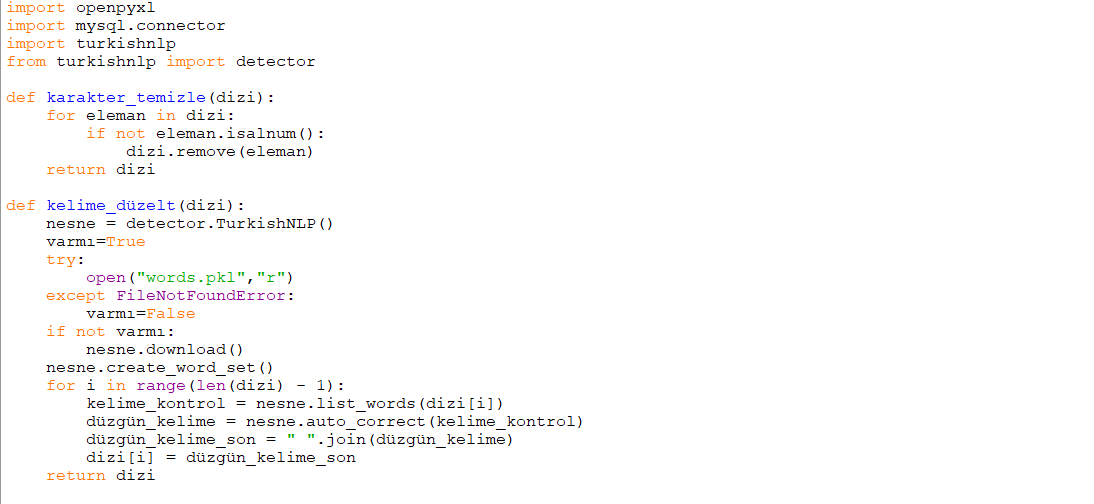 import openpyxl
import mysql.connector
import turkishnlp
from turkishnlp import detector

def karakter_temizle(dizi):
    for eleman in dizi:
        if not eleman.isalnum():
            dizi.remove(eleman)
    return dizi

def kelime_düzelt(dizi):
    nesne = detector.TurkishNLP()
    varmı=True
    try:
        open("words.pkl","r")
    except FileNotFoundError:
        varmı=False
    if not varmı:
        nesne.download()
    nesne.create_word_set()
    for i in range(len(dizi) - 1):
        kelime_kontrol = nesne.list_words(dizi[i])
        düzgün_kelime = nesne.auto_correct(kelime_kontrol)
        düzgün_kelime_son = " ".join(düzgün_kelime)
        dizi[i] = düzgün_kelime_son
    return dizi